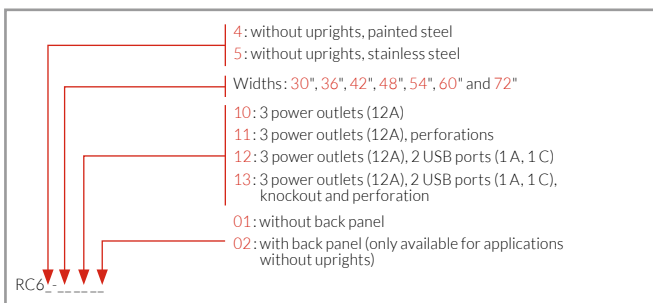 4: without uprights, painted steel
5: without uprights, stainless steel
Widths: 30", 36", 42", 48", 54", 60" and 72"
10: 3 power outlets (12A)
11: 3 power outlets (12A), perforations
12: 3 power outlets (12A), 2 USB ports (1 A, 1 C)
13: 3 power outlets (12A), 2 USB ports (1 A, 1 C),
knockout and perforation
01: without back panel
02: with back panel (only available for applications
without uprights)
RC6_-______